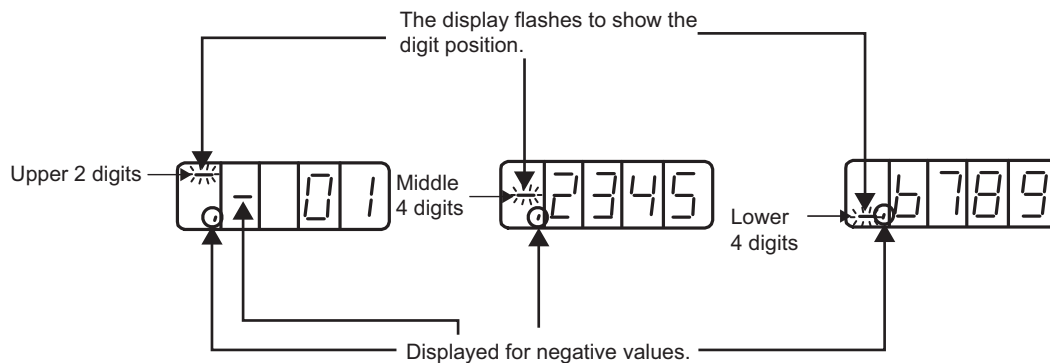 The display flashes to show the
digit position.
Upper 2 digits
- 01
Middle
4 digits
2345
Lower
4 digits
6789
Displayed for negative values.